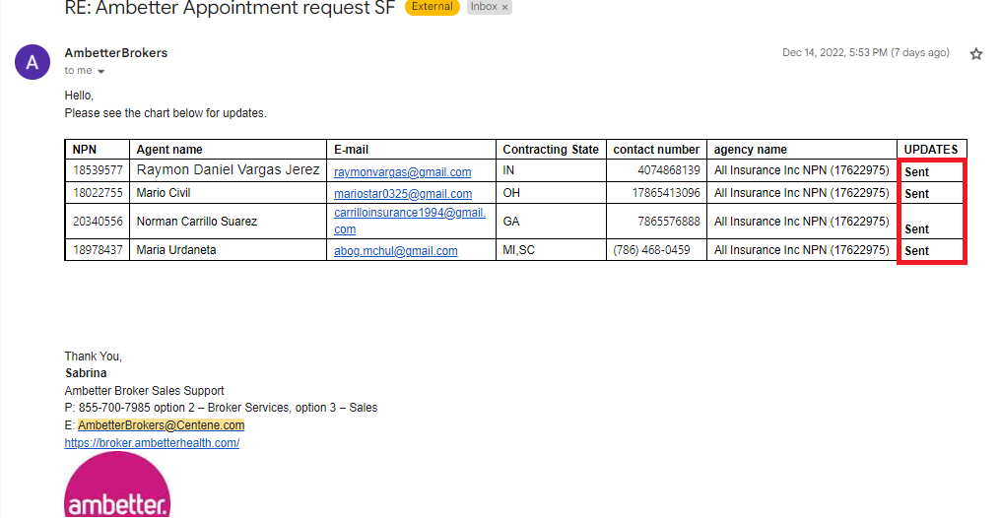 RE: Ambetter Appointment request SF External Inbox ×
A AmbetterBrokers Dec 14, 2022, 5:53 PM (7 days ago)
to me
Hello,
Please see the chart below for updates.
NPN Agent name E-mail Contracting State contact number agency name UPDATES
18539577 Raymon Daniel Vargas Jerez raymonvargas@gmail.com IN 4074868139 All Insurance Inc NPN (17622975) Sent
18022755 Mario Civil mariostar0325@gmail.com OH 17865413096 All Insurance Inc NPN (17622975) Sent
20340556 Norman Carrillo Suarez carrilloinsurance1994@gmail.
com GA 7865576888 All Insurance Inc NPN (17622975) Sent
18978437 Maria Urdaneta abog.mchul@gmail.com MI,SC (786) 468-0459 All Insurance Inc NPN (17622975) Sent
Thank You,
Sabrina
Ambetter Broker Sales Support
P: 855-700-7985 option 2 – Broker Services, option 3 – Sales
E: AmbetterBrokers@Centene.com
https://broker.ambetterhealth.com/
ambetter.